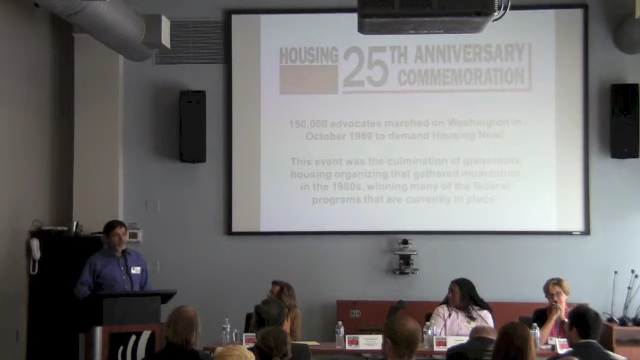 HOUSING
25TH ANNIVERSARY
COMMEMORATION
150,000 advocates marched on Washington in
October 1989 to demand Housing Now!
This event was the culmination of grassroots
housing organizing that gathered momentum
in the 1980s, winning many of the federal
programs that are currently in place.